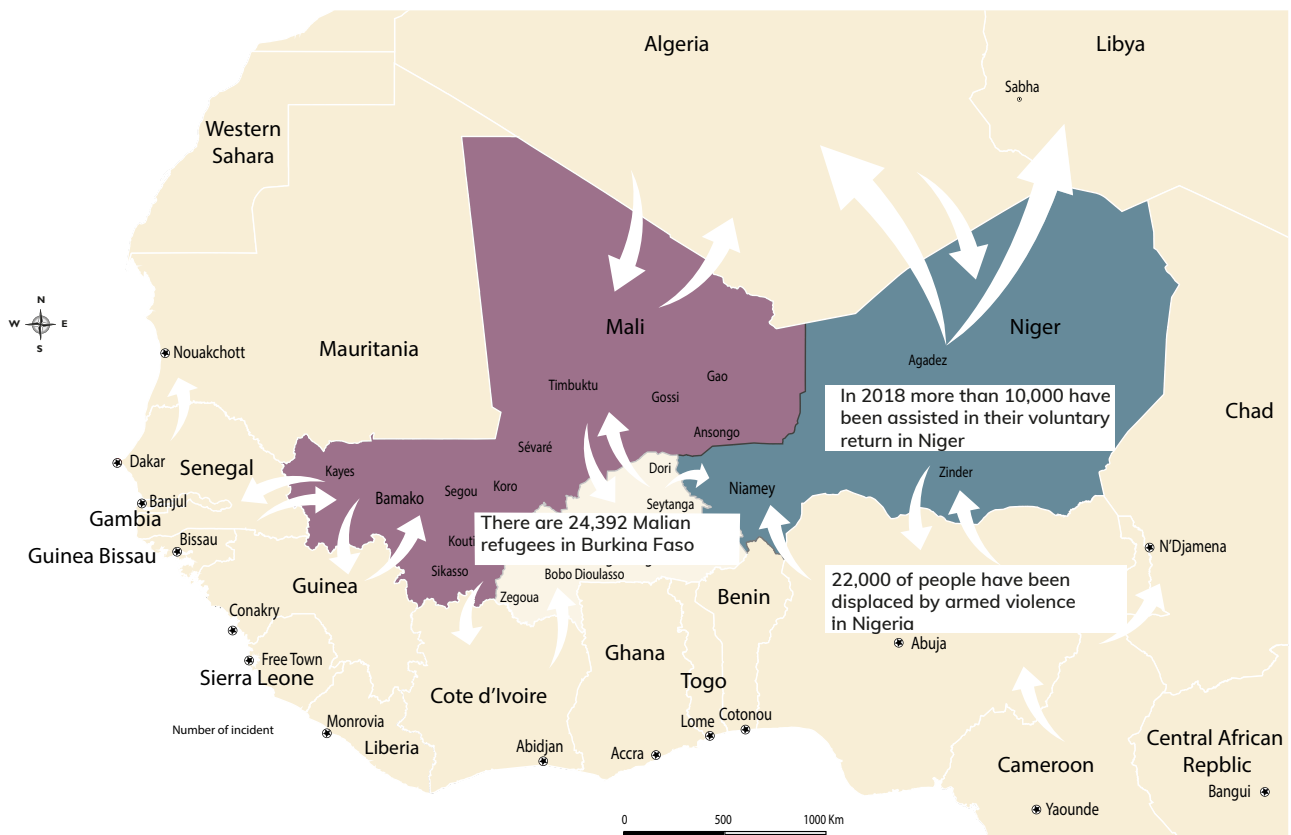 Algeria
Libya
Sabha
Western
Sahara
N
W
E
S
Mali
Niger
Nouakchott
Mauritania
Agadez
Timbuktu
Gao
Gossi
In 2018 more than 10,000 have
been assisted in their voluntary
return in Niger
Chad
Ansongo
Sévaré
Dakar
Senegal
Kayes
Dori
Zinder
Banjul
Bamako
Segou
Koro
Niamey
Seytanga
Gambia
There are 24,392 Malian
refugees in Burkina Faso
Bissau
Kouti
N'Djamena
Guinea Bissau
Guinea
Sikasso
Bobo Dioulasso
22,000 of people have been
displaced by armed violence
in Nigeria
Zegoua
Benin
Conakry
Abuja
Free Town
Ghana
Sierra Leone
Togo
Cote d'Ivoire
Number of incident
Monrovia
Lome
Cotonou
Liberia
Abidjan
Accra
Central African
Repblic
Cameroon
Bangui
Yaounde
0
500
1000 Km